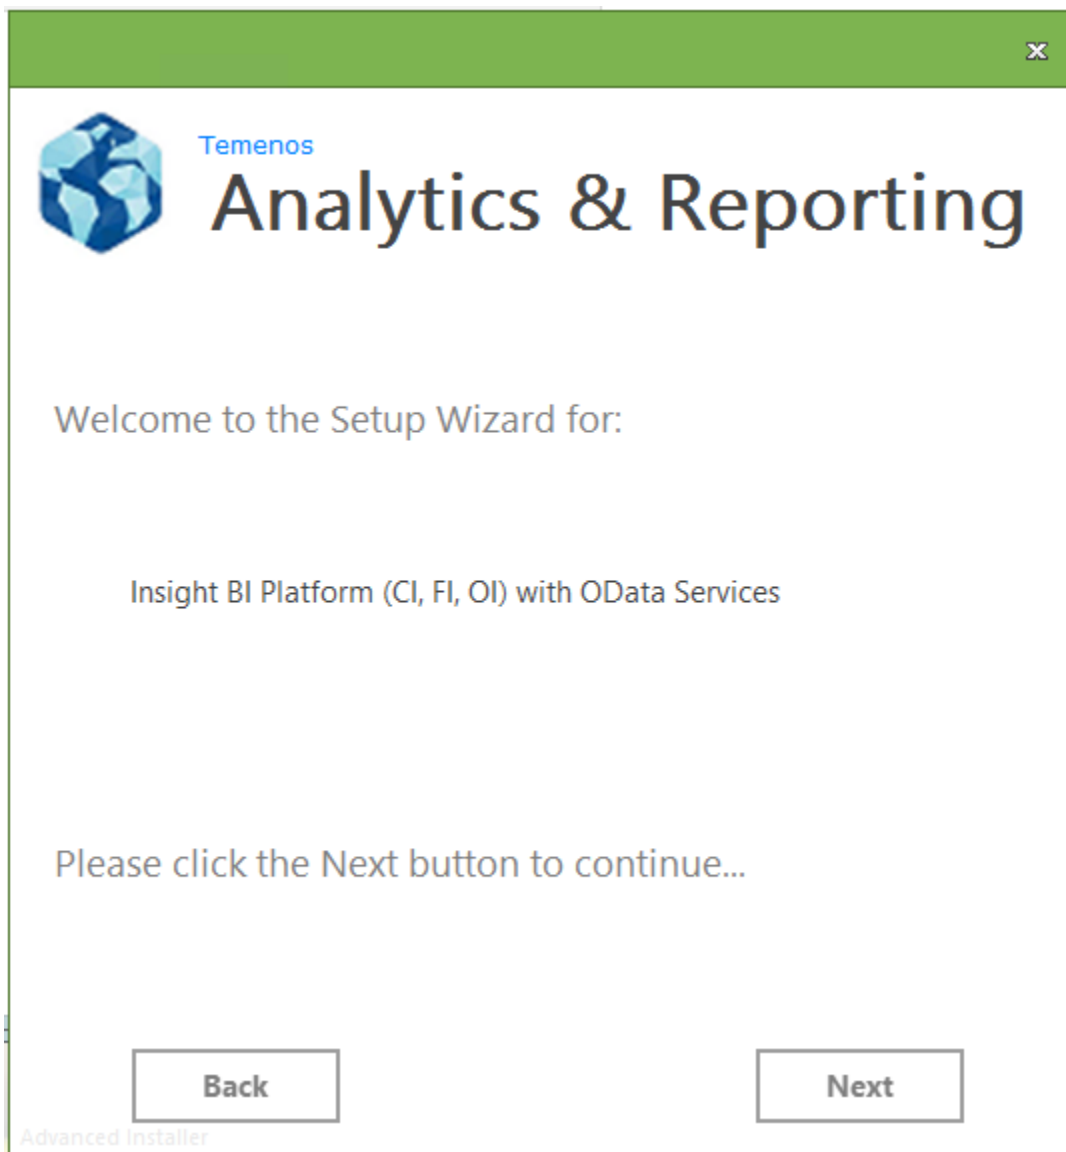 Temenos
Analytics & Reporting
Welcome to the Setup Wizard for:
Insight BI Platform (CI, FI, OI) with OData Services
Please click the Next button to continue...
Back
Next
Advanced Installer